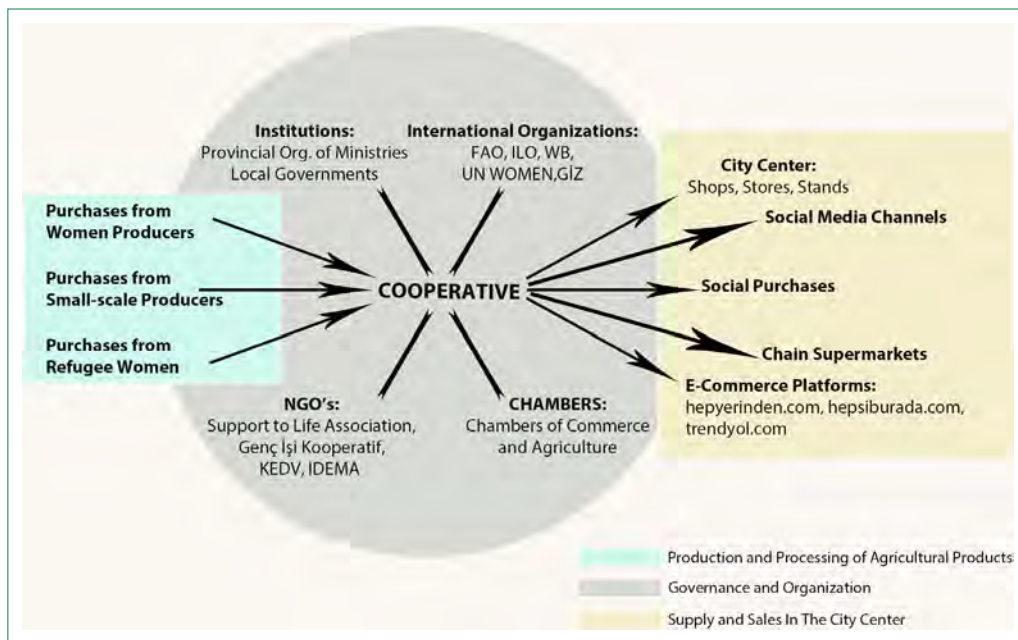 Institutions:
Provincial Org. of Ministries
Local Governments
International Organizations:
FAO, ILO, WB,
UN WOMEN,GİZ
Purchases from
Women Producers
Purchases from
Small-scale Producers
Purchases from
Refugee Women
COOPERATIVE
City Center:
Shops, Stores, Stands
Social Media Channels
Social Purchases
Chain Supermarkets
E-Commerce Platforms:
hepyerinden.com, hepsiburada.com,
trendyol.com
NGO's:
Support to Life Association,
Genç İşi Kooperatif,
KEDV, IDEMA
CHAMBERS:
Chambers of Commerce
and Agriculture
Production and Processing of Agricultural Products
Governance and Organization
Supply and Sales In The City Center